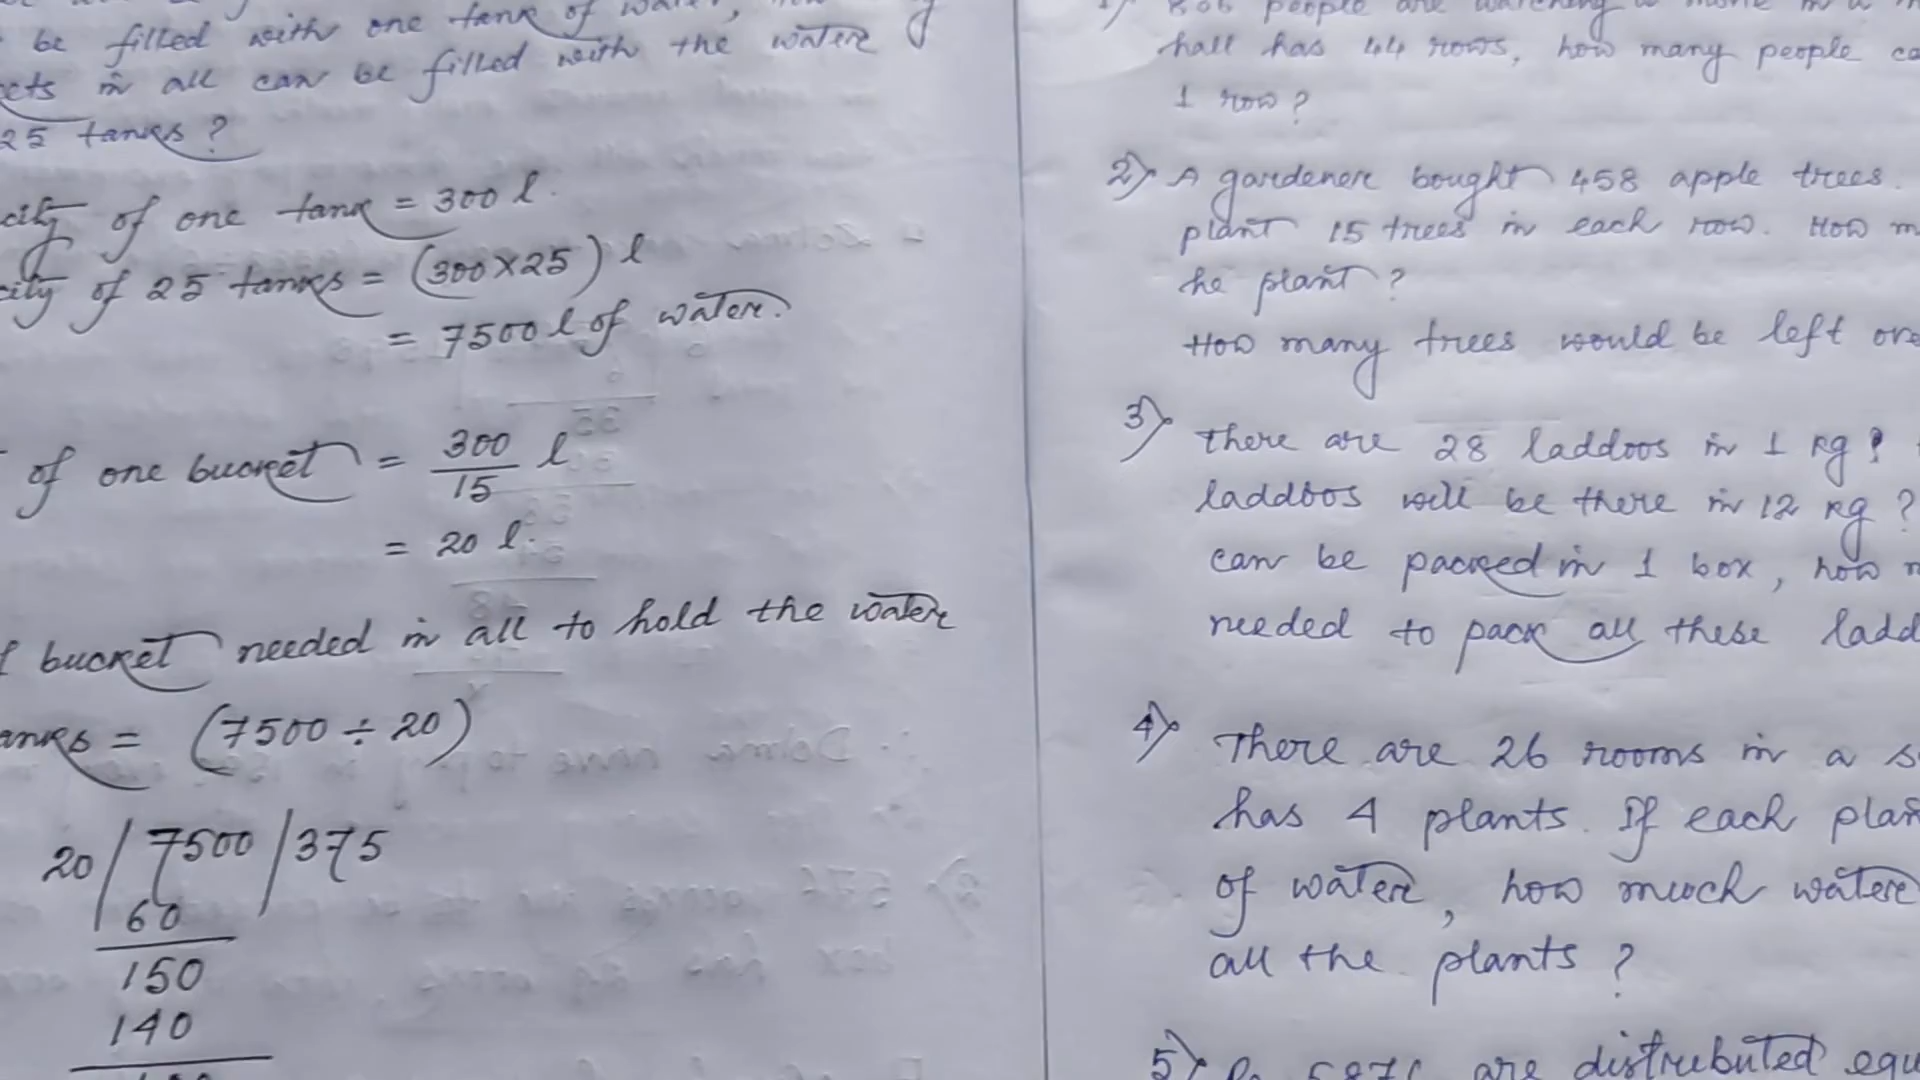 be filled with one tank of water,
in all can be filled with the water
25 tanks?
of one tank = 300 l.
of 25 tanks = (300×25) l
= 7500 l of water.
of one bucket = 300/15 l
= 20 l.
bucket needed in all to hold the water
= (7500 ÷ 20)
20/7500/375
60
150
140
people are watching a movie in a
hall has 44 rows, how many people
1 row?
2) A gardener bought 458 apple trees.
plant 15 trees in each row. How
he plant?
How many trees would be left
3) there are 28 laddoos in 1 kg?
laddoos will be there in 12 kg?
can be packed in 1 box, how
needed to pack all these
4) There are 26 rooms in a
has 4 plants. If each
of water, how much water
all the plants?
5) are distributed